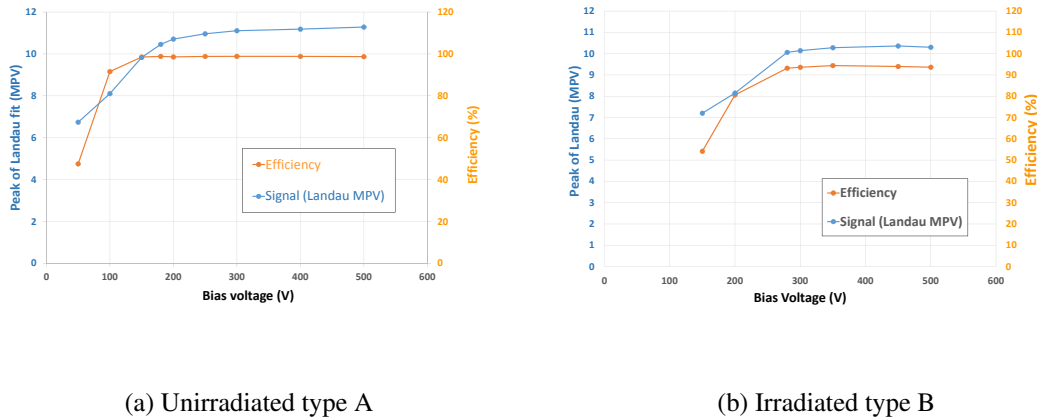 12
10
8
6
4
2
0
120
100
80
60
40
20
0
0 100 200 300 400 500 600
Peak of Landau fit (MPV)
Efficiency (%)
Bias voltage (V)
Efficiency
Signal (Landau MPV)
(a) Unirradiated type A
12
11
10
9
8
7
6
5
4
3
2
1
0
120
110
100
90
80
70
60
50
40
30
20
10
0
0 100 200 300 400 500 600
Peak of Landau (MPV)
Efficiency (%)
Bias Voltage (V)
Efficiency
Signal (Landau MPV)
(b) Irradiated type B